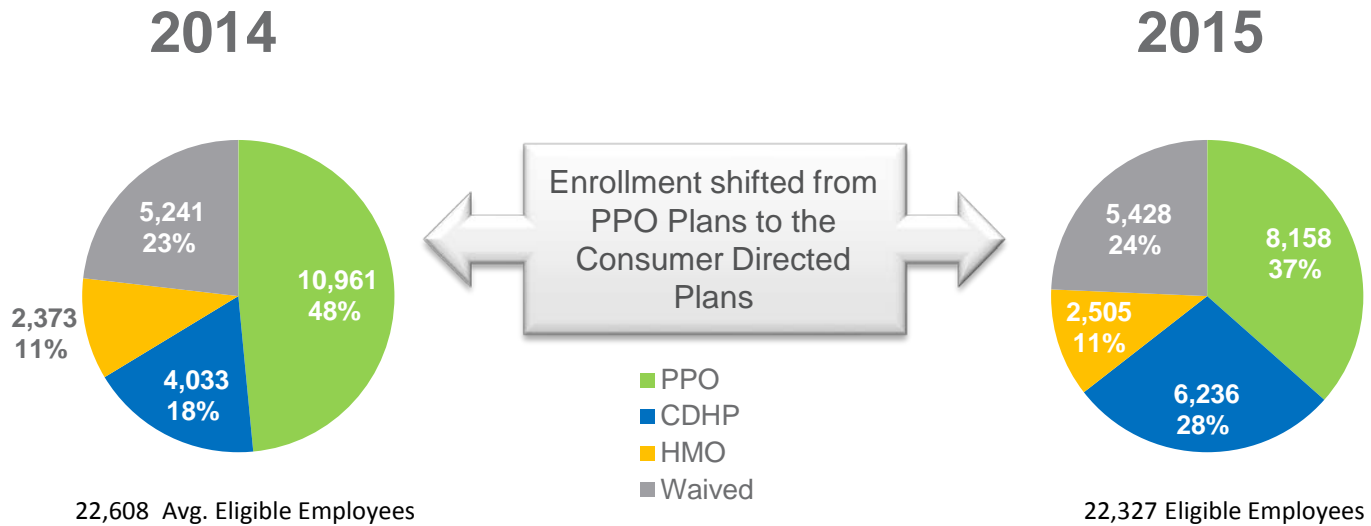 2014
2015
5,241
23%
10,961
48%
2,373
11%
4,033
18%
22,608 Avg. Eligible Employees
Enrollment shifted from
PPO Plans to the
Consumer Directed
Plans
PPO
CDHP
HMO
Waived
5,428
24%
8,158
37%
2,505
11%
6,236
28%
22,327 Eligible Employees